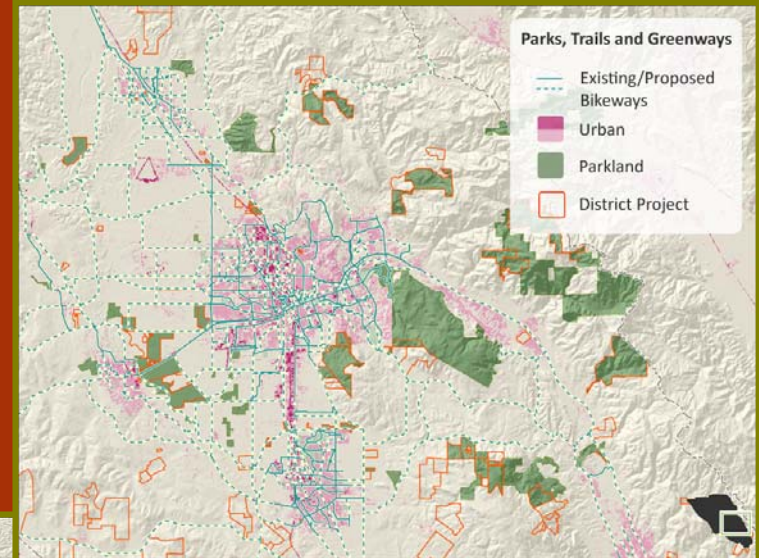 Parks, Trails and Greenways
Existing/Proposed
Bikeways
Urban
Parkland
District Project